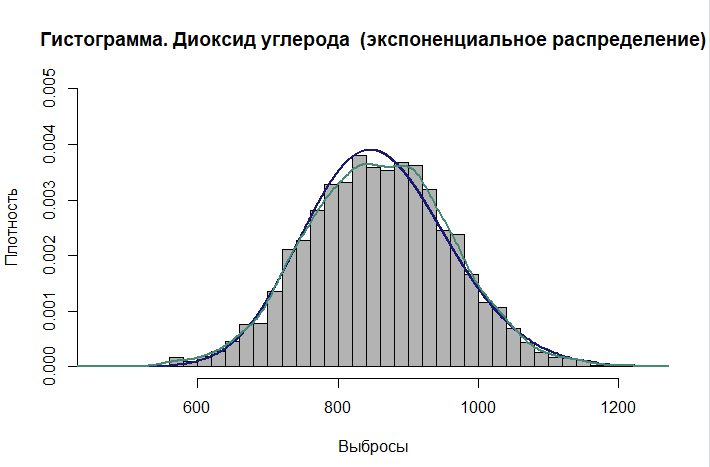 Гистограмма. Диоксид углерода  (экспоненциальное распределение)
0.005
0.004
0.003
0.002
0.001
0.000
Плотность
600 800 1000 1200
Выбросы